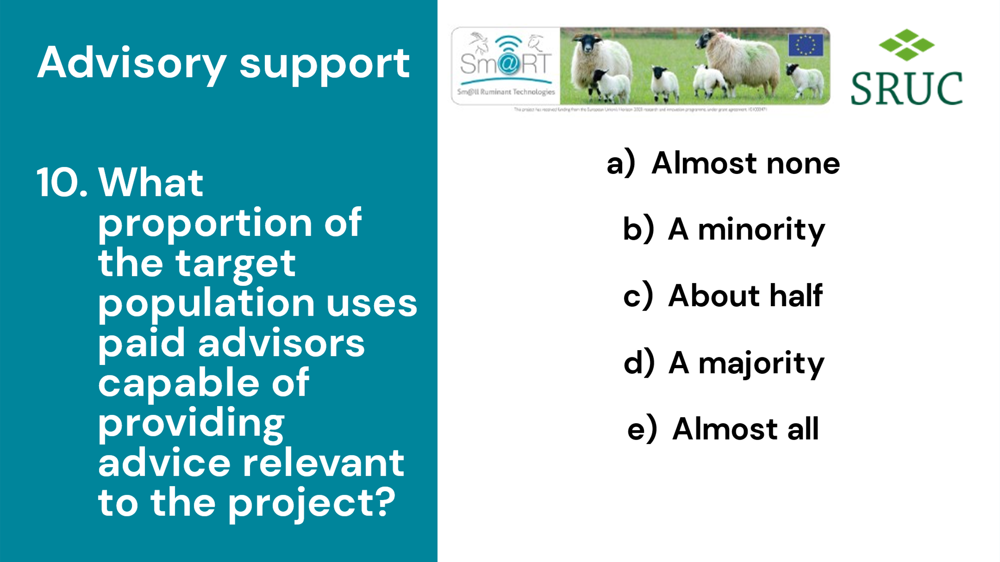 Advisory support
10. What
proportion of
the target
population uses
paid advisors
capable of
providing
advice relevant
to the project?
Sm@RT
Sm@ll Ruminant Technologies
This project has received funding from the European Union's Horizon 2020 research and innovation programme, under grant agreement
SRUC
a) Almost none
b) A minority
c) About half
d) A majority
e) Almost all